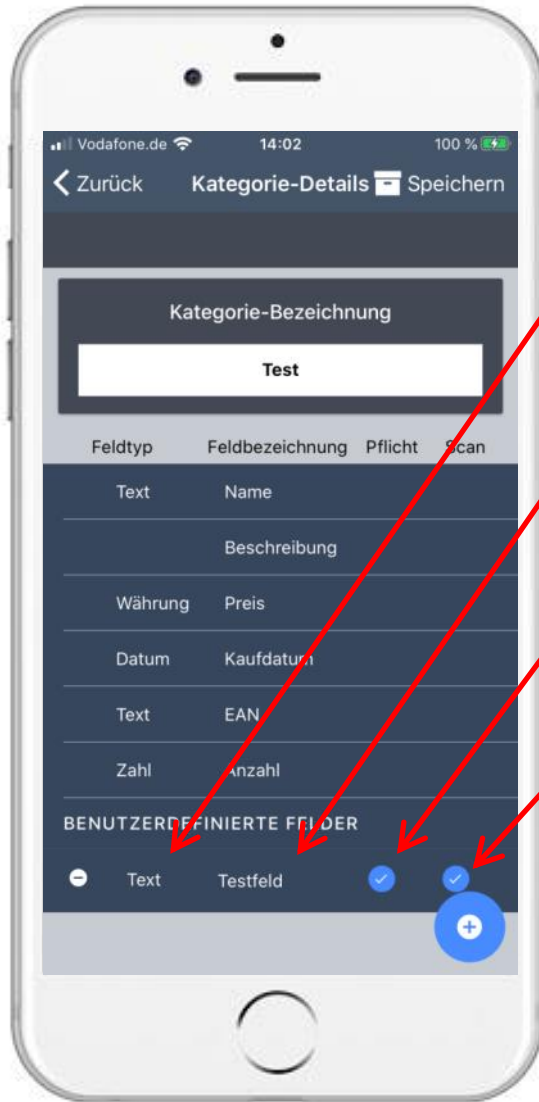 Vodafone.de 14:02 100 %
Zurück Kategorie-Details Speichern
Kategorie-Bezeichnung
Test
Feldtyp Feldbezeichnung Pflicht Scan
Text Name
Beschreibung
Währung Preis
Datum Kaufdatum
Text EAN
Zahl Anzahl
BENUTZERDEFINIERTE FELDER
Text Testfeld